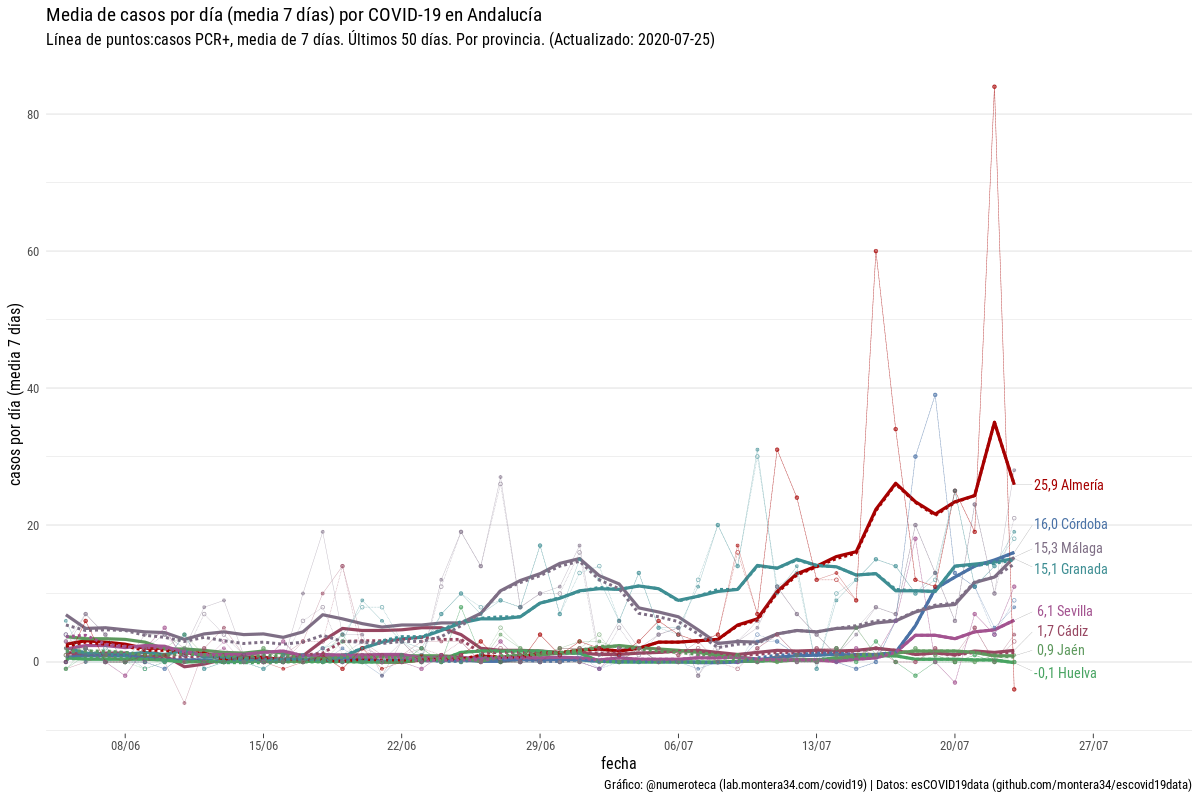 Media de casos por día (media 7 días) por COVID-19 en Andalucía
Línea de puntos:casos PCR+, media de 7 días. Últimos 50 días. Por provincia. (Actualizado: 2020-07-25)
casos por día (media 7 días)
80
60
40
20
0
25,9 Almería
16,0 Córdoba
15,3 Málaga
15,1 Granada
6,1 Sevilla
1,7 Cádiz
0,9 Jaén
-0,1 Huelva
08/06
15/06
22/06
29/06
06/07
13/07
20/07
27/07
fecha
Gráfico: @numeroteca (lab.montera34.com/covid19) | Datos: esCOVID19data (github.com/montera34/escovid19data)